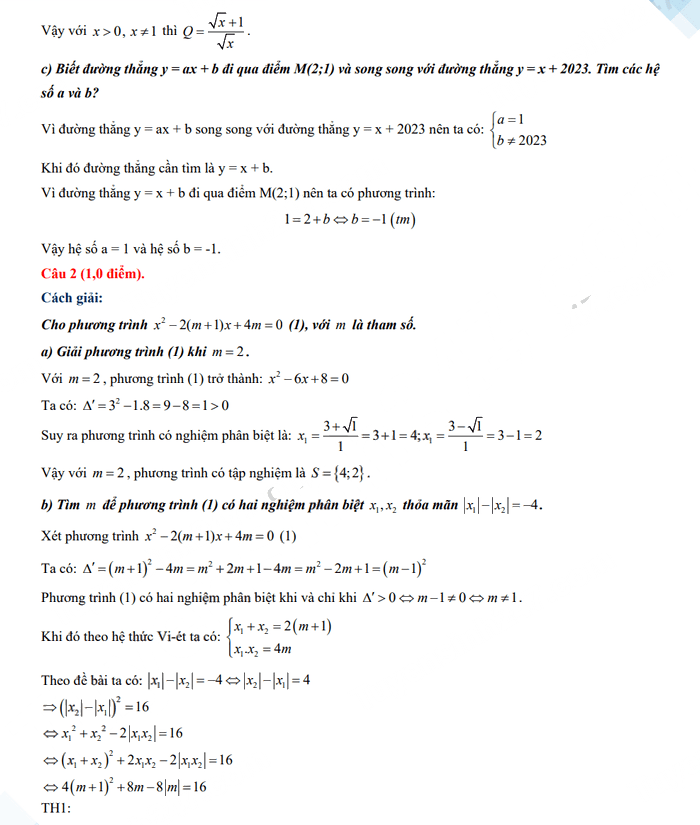 Vậy với x > 0, x ≠ 1 thì Q = (√x + 1)/√x.
c) Biết đường thẳng y = ax + b đi qua điểm M(2;1) và song song với đường thẳng y = x + 2023. Tìm các hệ
số a và b?
Vì đường thẳng y = ax + b song song với đường thẳng y = x + 2023 nên ta có: { a = 1
b ≠ 2023
Khi đó đường thẳng cần tìm là y = x + b.
Vì đường thẳng y = x + b đi qua điểm M(2;1) nên ta có phương trình:
1 = 2 + b ⇔ b = −1 (tm)
Vậy hệ số a = 1 và hệ số b = -1.
Câu 2 (1,0 điểm).
Cách giải:
Cho phương trình x² − 2(m + 1)x + 4m = 0 (1), với m là tham số.
a) Giải phương trình (1) khi m = 2.
Với m = 2, phương trình (1) trở thành: x² − 6x + 8 = 0
Ta có: Δ' = 3² − 1.8 = 9 − 8 = 1 > 0
Suy ra phương trình có nghiệm phân biệt là: x₁ = (3 + √1)/1 = 3 + 1 = 4; x₁ = (3 − √1)/1 = 3 − 1 = 2
Vậy với m = 2, phương trình có tập nghiệm là S = {4; 2}.
b) Tìm m để phương trình (1) có hai nghiệm phân biệt x₁, x₂ thỏa mãn |x₁| − |x₂| = −4.
Xét phương trình x² − 2(m + 1)x + 4m = 0 (1)
Ta có: Δ' = (m + 1)² − 4m = m² + 2m + 1 − 4m = m² − 2m + 1 = (m − 1)²
Phương trình (1) có hai nghiệm phân biệt khi và chỉ khi Δ' > 0 ⇔ m − 1 ≠ 0 ⇔ m ≠ 1.
Khi đó theo hệ thức Vi-ét ta có: { x₁ + x₂ = 2(m + 1)
x₁.x₂ = 4m
Theo đề bài ta có: |x₁| − |x₂| = −4 ⇔ |x₂| − |x₁| = 4
⇒ (|x₂| − |x₁|)² = 16
⇔ x₁² + x₂² − 2|x₁x₂| = 16
⇔ (x₁ + x₂)² + 2x₁x₂ − 2|x₁x₂| = 16
⇔ 4(m + 1)² + 8m − 8|m| = 16
TH1: